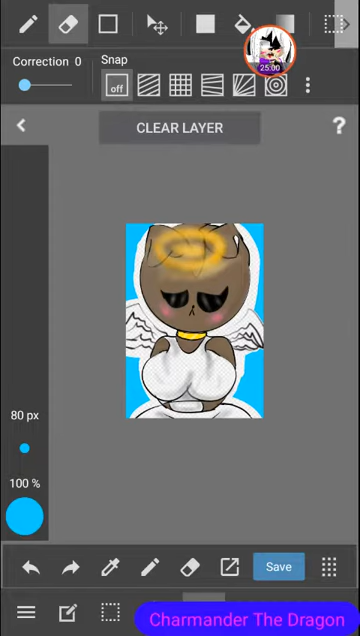 Correction 0
Snap
off
25:00
CLEAR LAYER
?
80 px
100 %
Save
Charmander The Dragon